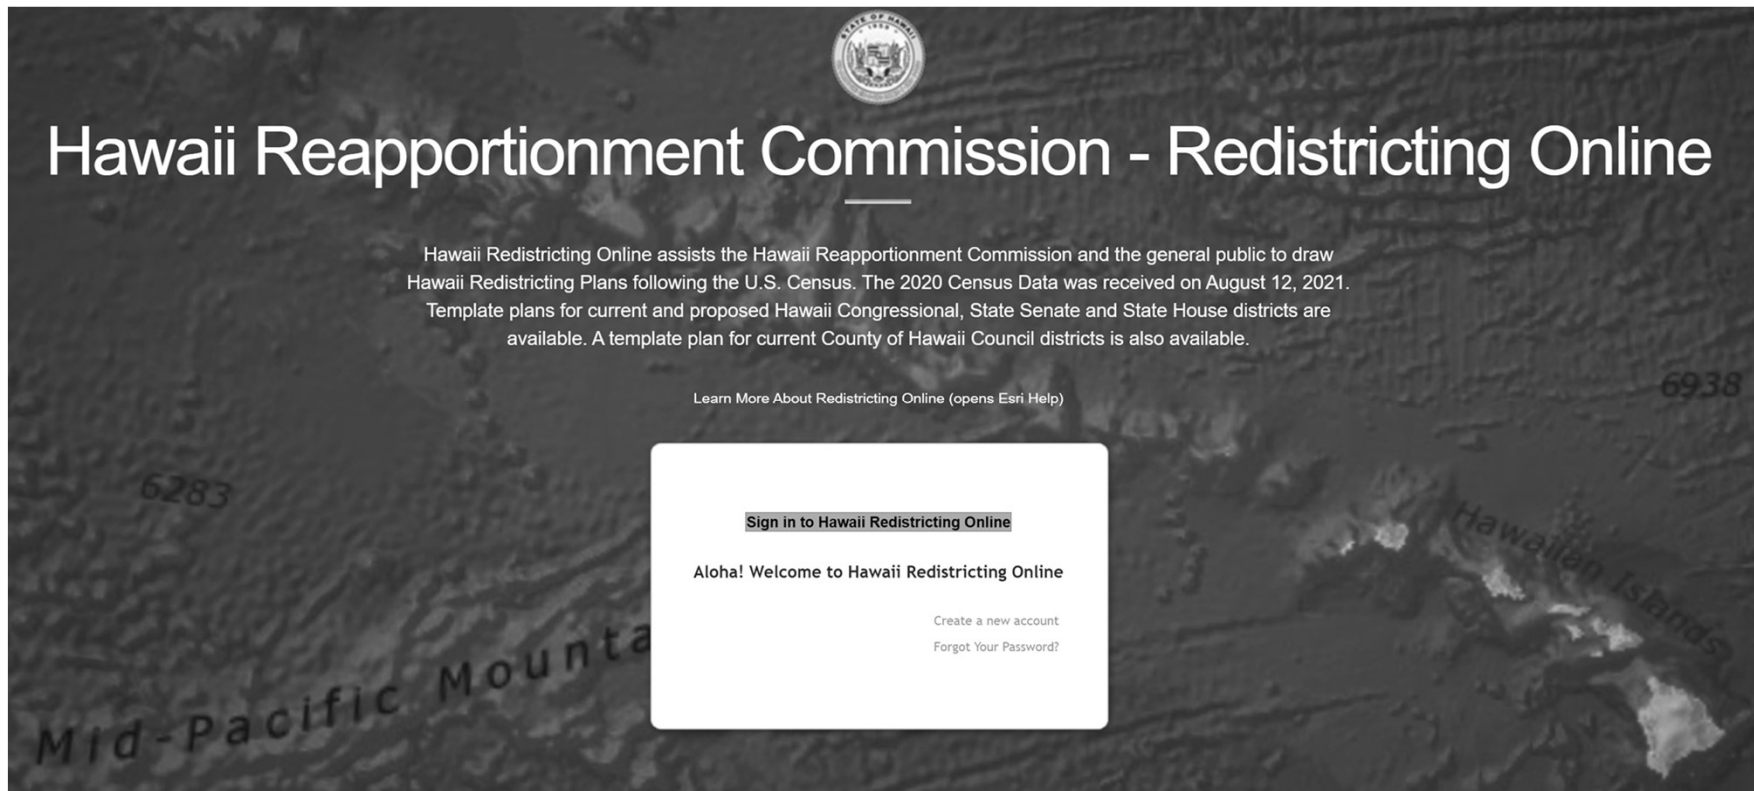 STATE OF HAWAII
1959
Hawaii Reapportionment Commission - Redistricting Online
Hawaii Redistricting Online assists the Hawaii Reapportionment Commission and the general public to draw
Hawaii Redistricting Plans following the U.S. Census. The 2020 Census Data was received on August 12, 2021.
Template plans for current and proposed Hawaii Congressional, State Senate and State House districts are
available. A template plan for current County of Hawaii Council districts is also available.
6938
Learn More About Redistricting Online (opens Esri Help)
6283
Sign in to Hawaii Redistricting Online
Hawaiian Islands
Aloha! Welcome to Hawaii Redistricting Online
Create a new account
Forgot Your Password?
Mid-Pacific Mounta